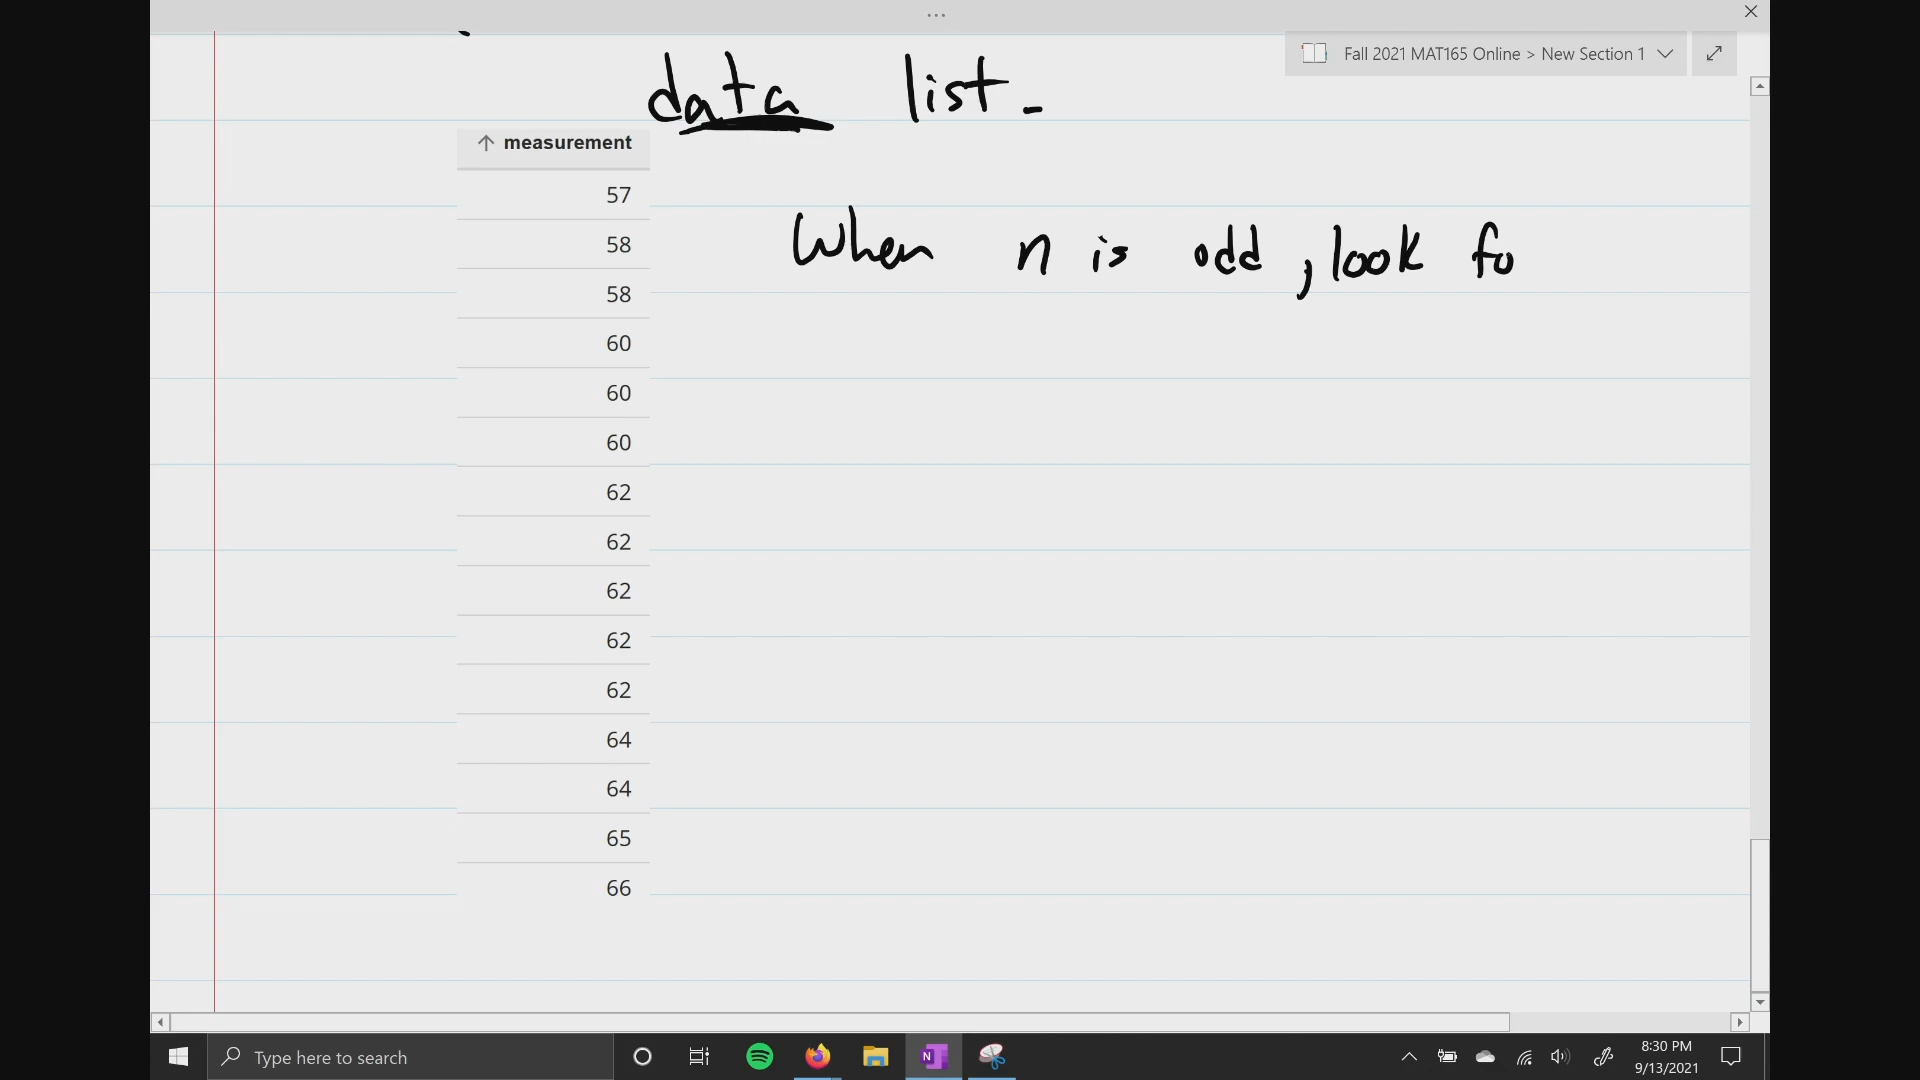 Fall 2021 MAT165 Online > New Section 1
data list.
measurement
57
When n is odd, look fo
58
58
60
60
60
62
62
62
62
62
64
64
65
66
Type here to search
8:30 PM
9/13/2021